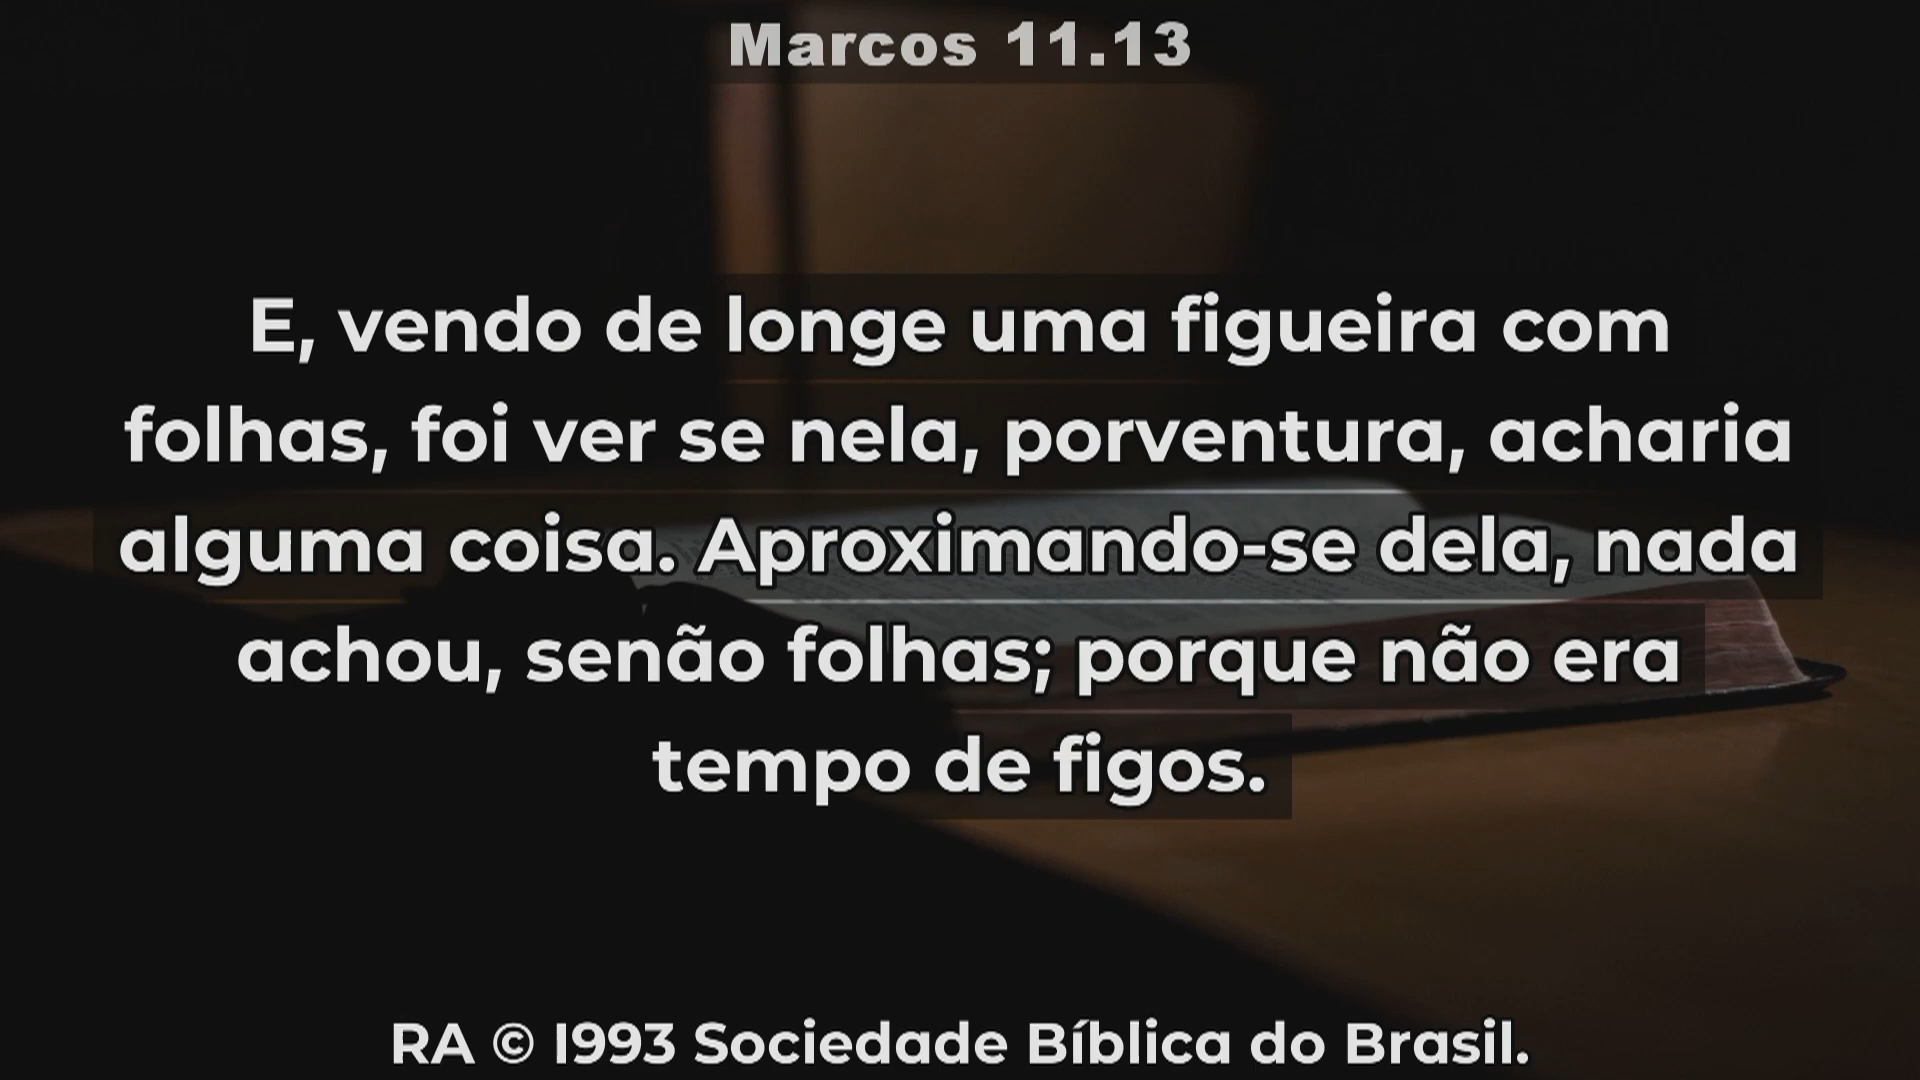 Marcos 11.13
E, vendo de longe uma figueira com
folhas, foi ver se nela, porventura, acharia
alguma coisa. Aproximando-se dela, nada
achou, senão folhas; porque não era
tempo de figos.
RA © I993 Sociedade Bíblica do Brasil.